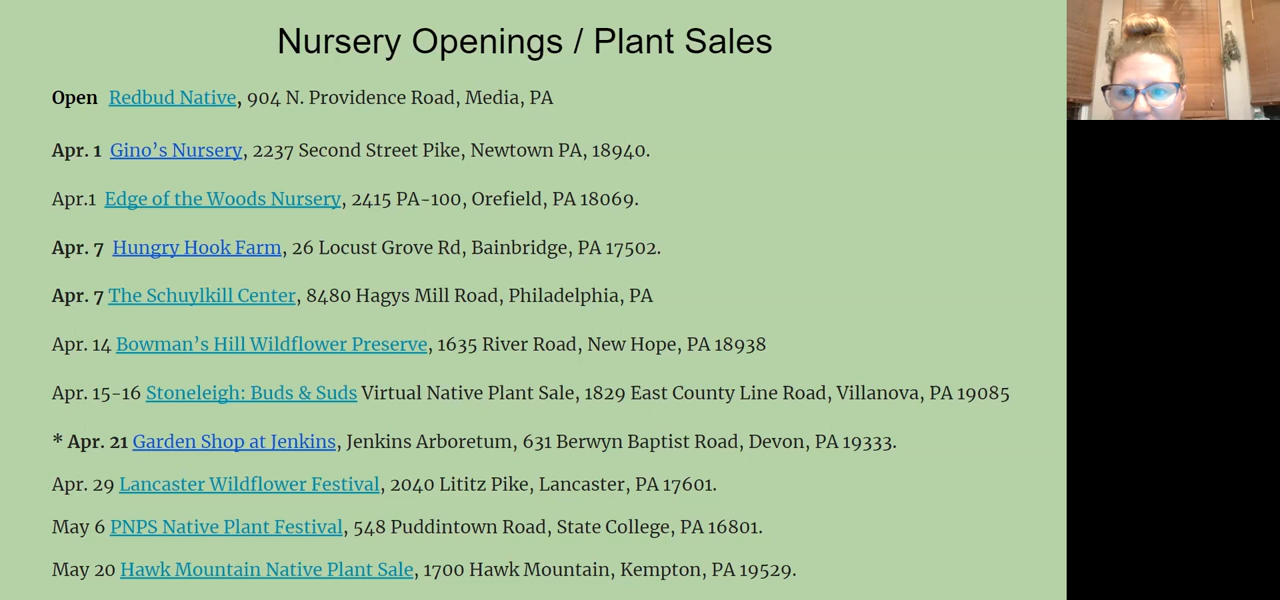 Nursery Openings / Plant Sales
Open Redbud Native, 904 N. Providence Road, Media, PA
Apr. 1 Gino’s Nursery, 2237 Second Street Pike, Newtown PA, 18940.
Apr.1 Edge of the Woods Nursery, 2415 PA-100, Orefield, PA 18069.
Apr. 7 Hungry Hook Farm, 26 Locust Grove Rd, Bainbridge, PA 17502.
Apr. 7 The Schuylkill Center, 8480 Hagys Mill Road, Philadelphia, PA
Apr. 14 Bowman’s Hill Wildflower Preserve, 1635 River Road, New Hope, PA 18938
Apr. 15-16 Stoneleigh: Buds & Suds Virtual Native Plant Sale, 1829 East County Line Road, Villanova, PA 19085
* Apr. 21 Garden Shop at Jenkins, Jenkins Arboretum, 631 Berwyn Baptist Road, Devon, PA 19333.
Apr. 29 Lancaster Wildflower Festival, 2040 Lititz Pike, Lancaster, PA 17601.
May 6 PNPS Native Plant Festival, 548 Puddintown Road, State College, PA 16801.
May 20 Hawk Mountain Native Plant Sale, 1700 Hawk Mountain, Kempton, PA 19529.